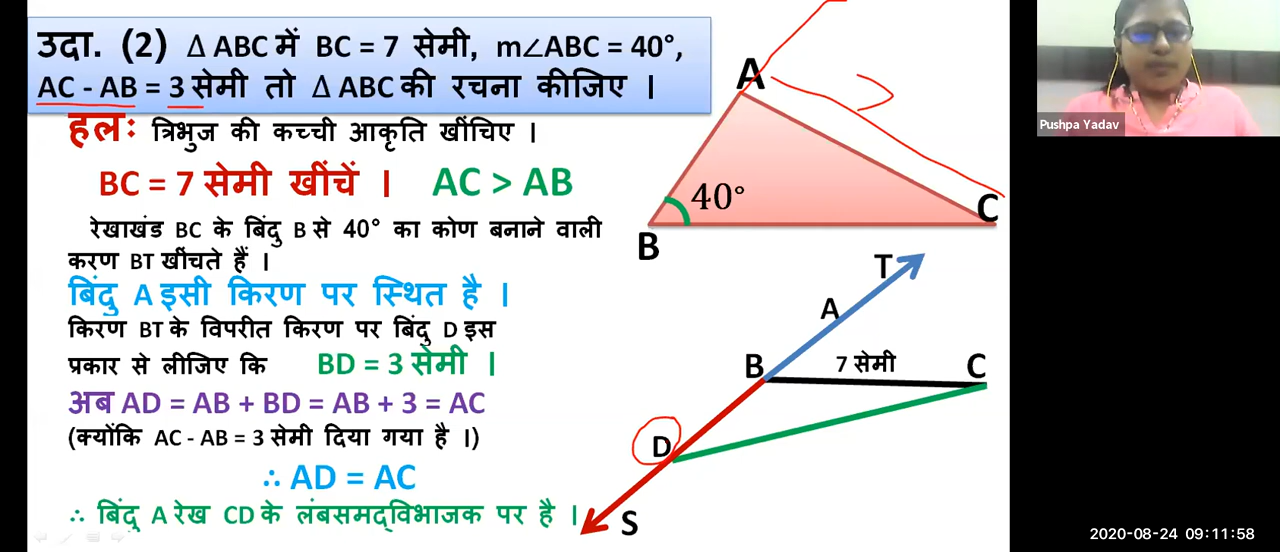 उदा. (2) Δ ABC में BC = 7 सेमी, m∠ABC = 40°,
AC - AB = 3 सेमी तो Δ ABC की रचना कीजिए ।
हलः त्रिभुज की कच्ची आकृति खींचिए ।
BC = 7 सेमी खींचें । AC > AB
रेखाखंड BC के बिंदु B से 40° का कोण बनाने वाली
करण BT खींचते हैं ।
बिंदु A इसी किरण पर स्थित है ।
किरण BT के विपरीत किरण पर बिंदु D इस
प्रकार से लीजिए कि BD = 3 सेमी ।
अब AD = AB + BD = AB + 3 = AC
(क्योंकि AC - AB = 3 सेमी दिया गया है ।)
∴ AD = AC
∴ बिंदु A रेख CD के लंबसमद्विभाजक पर है ।
A
40°
B
C
T
A
B
7 सेमी
C
D
S
Pushpa Yadav
2020-08-24 09:11:58